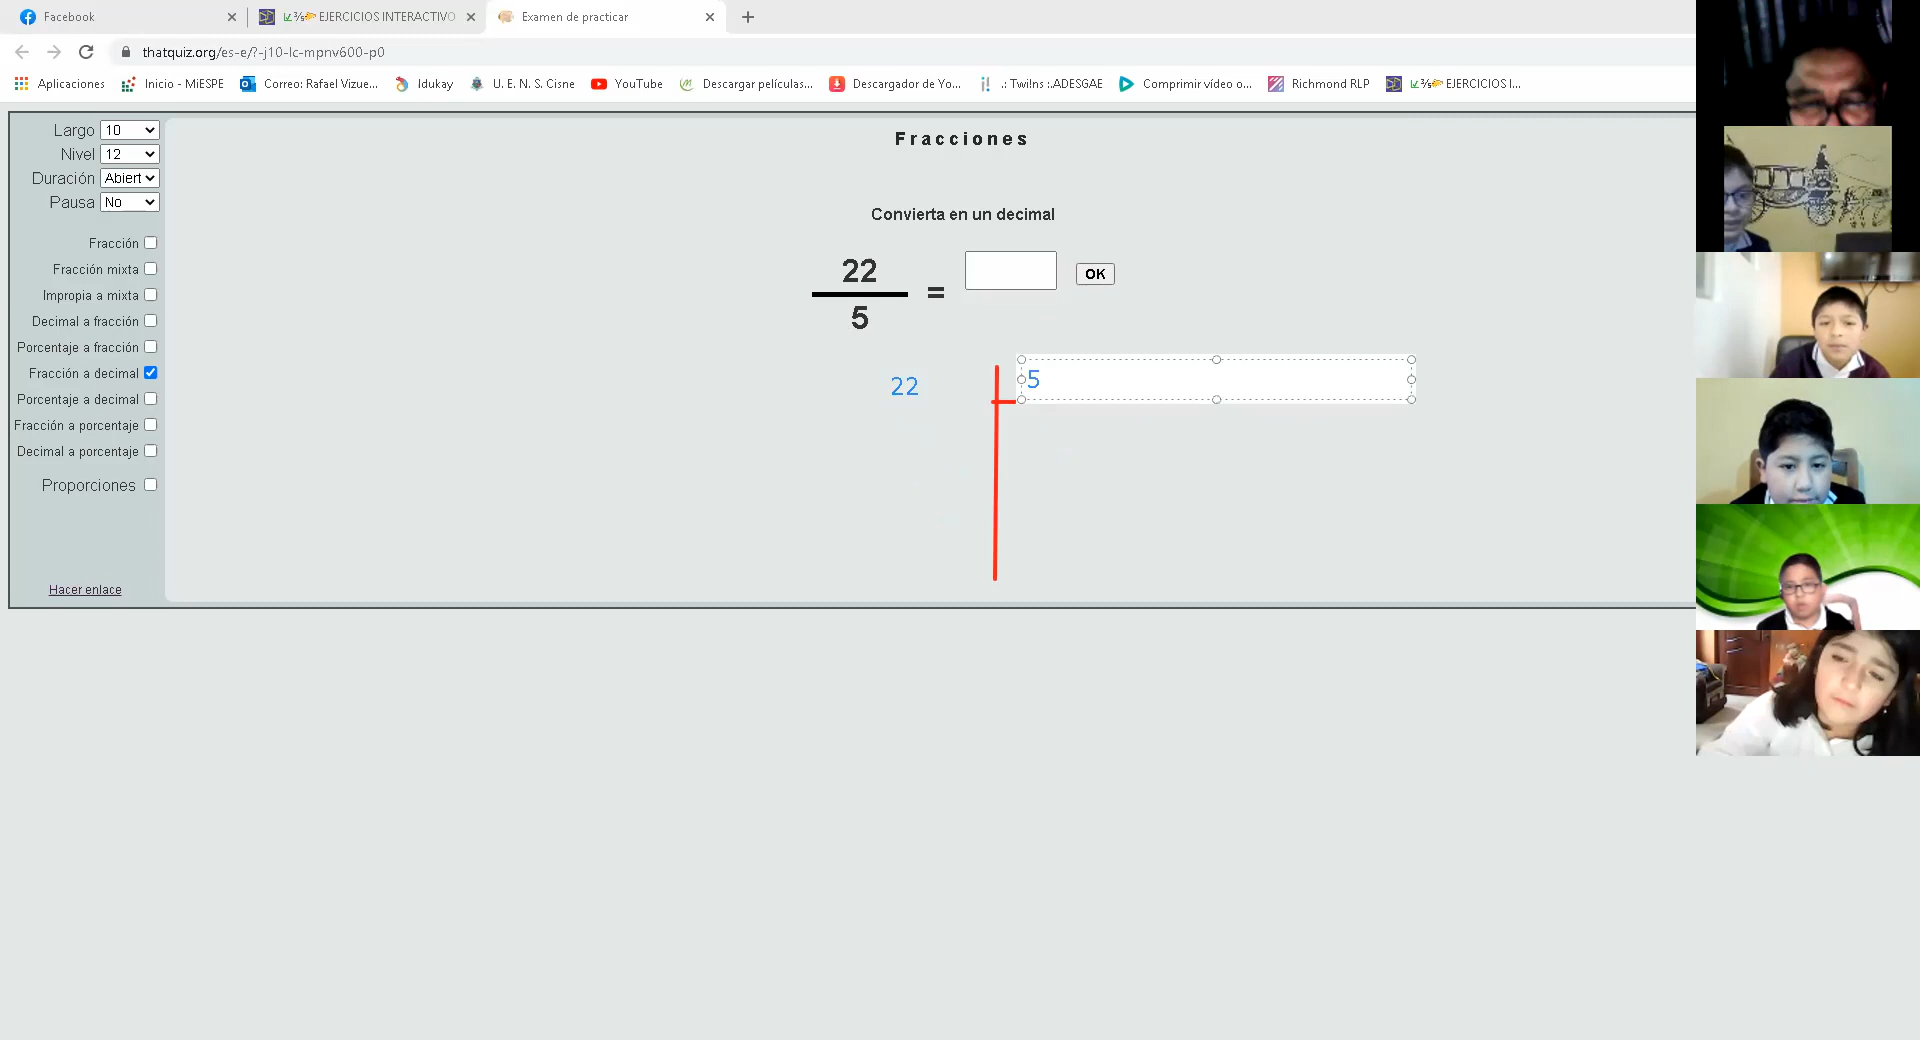 Facebook
EJERCICIOS INTERACTIVO
Examen de practicar
thatquiz.org/es-e/?-j10-lc-mpnv600-p0
Aplicaciones
Inicio - MiESPE
Correo: Rafael Vizue...
Idukay
U. E. N. S. Cisne
YouTube
Descargar películas...
Descargador de Yo...
.: Twi!ns :.ADESGAE
Comprimir vídeo o...
Richmond RLP
EJERCICIOS I...
Largo 10
Nivel 12
Duración Abiert
Pausa No
Fracción
Fracción mixta
Impropia a mixta
Decimal a fracción
Porcentaje a fracción
Fracción a decimal
Porcentaje a decimal
Fracción a porcentaje
Decimal a porcentaje
Proporciones
Hacer enlace
Fracciones
Convierta en un decimal
22
5
=
OK
22
5